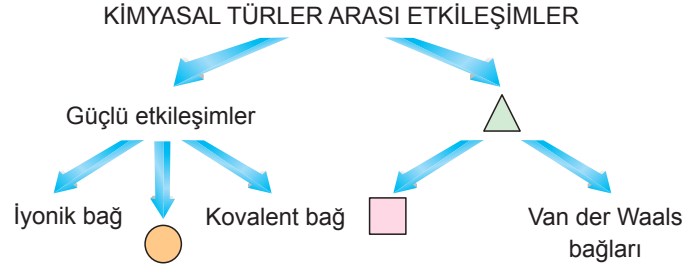 KİMYASAL TÜRLER ARASI ETKİLEŞİMLER
Güçlü etkileşimler
İyonik bağ
Kovalent bağ
Van der Waals
bağları